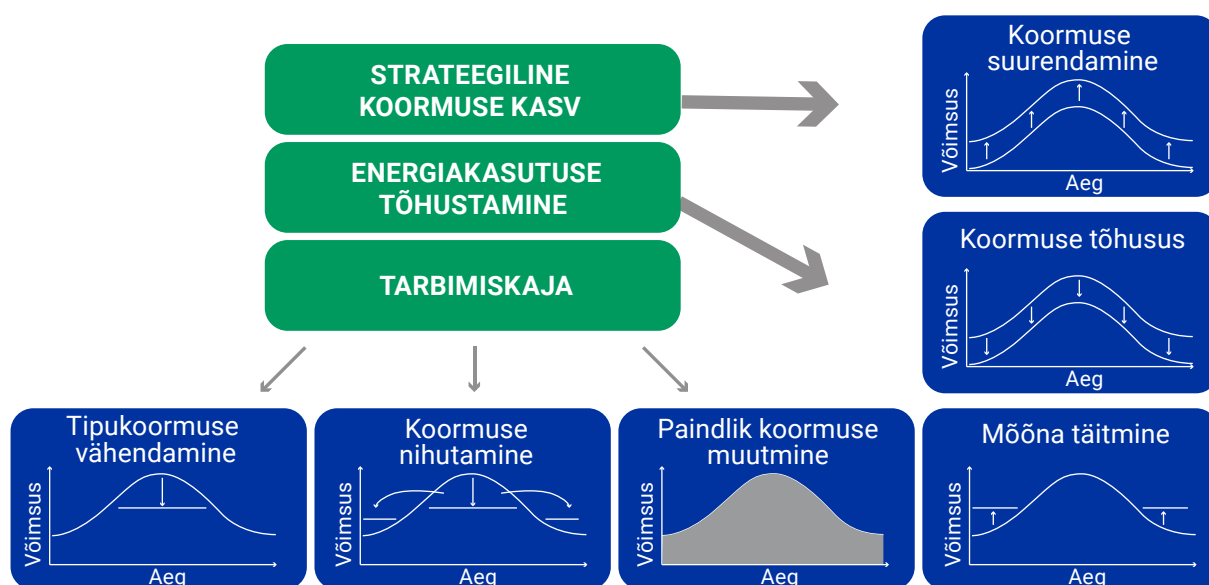 STRATEEGILINE
KOORMUSE KASV
ENERGIAKASUTUSE
TÕHUSTAMINE
TARBIMISKAJA
Koormuse
suurendamine
Võimsus
Aeg
Koormuse tõhusus
Võimsus
Aeg
Tipukoormuse
vähendamine
Võimsus
Aeg
Koormuse
nihutamine
Võimsus
Aeg
Paindlik koormuse
muutmine
Võimsus
Aeg
Mõõna täitmine
Võimsus
Aeg